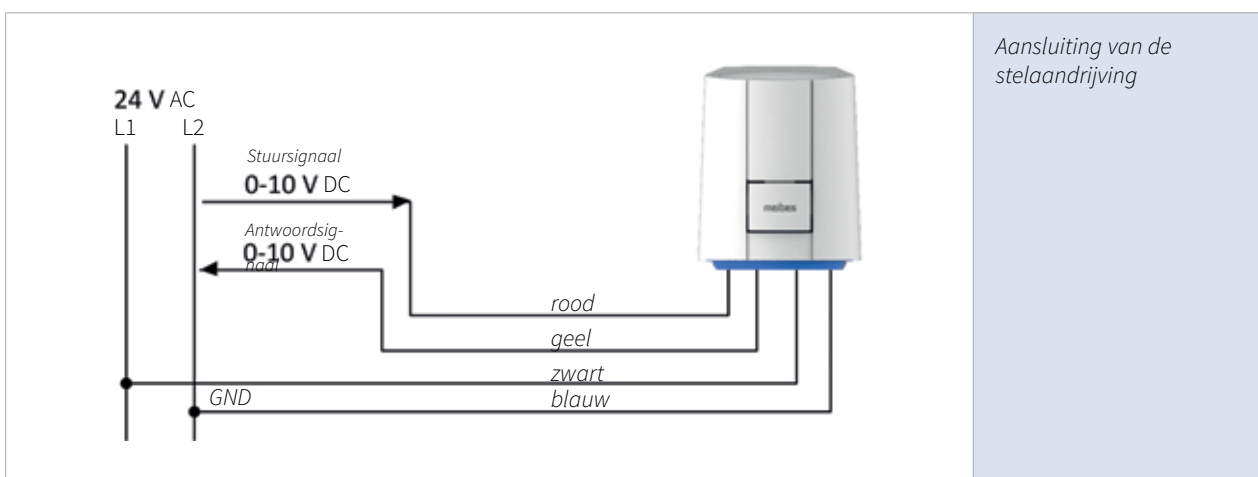 Aansluiting van de
stelaandrijving
24 V AC
L1 L2
Stuursignaal
0-10 V DC
Antwoordsig-
naal
0-10 V DC
meibes
rood
geel
zwart
GND
blauw